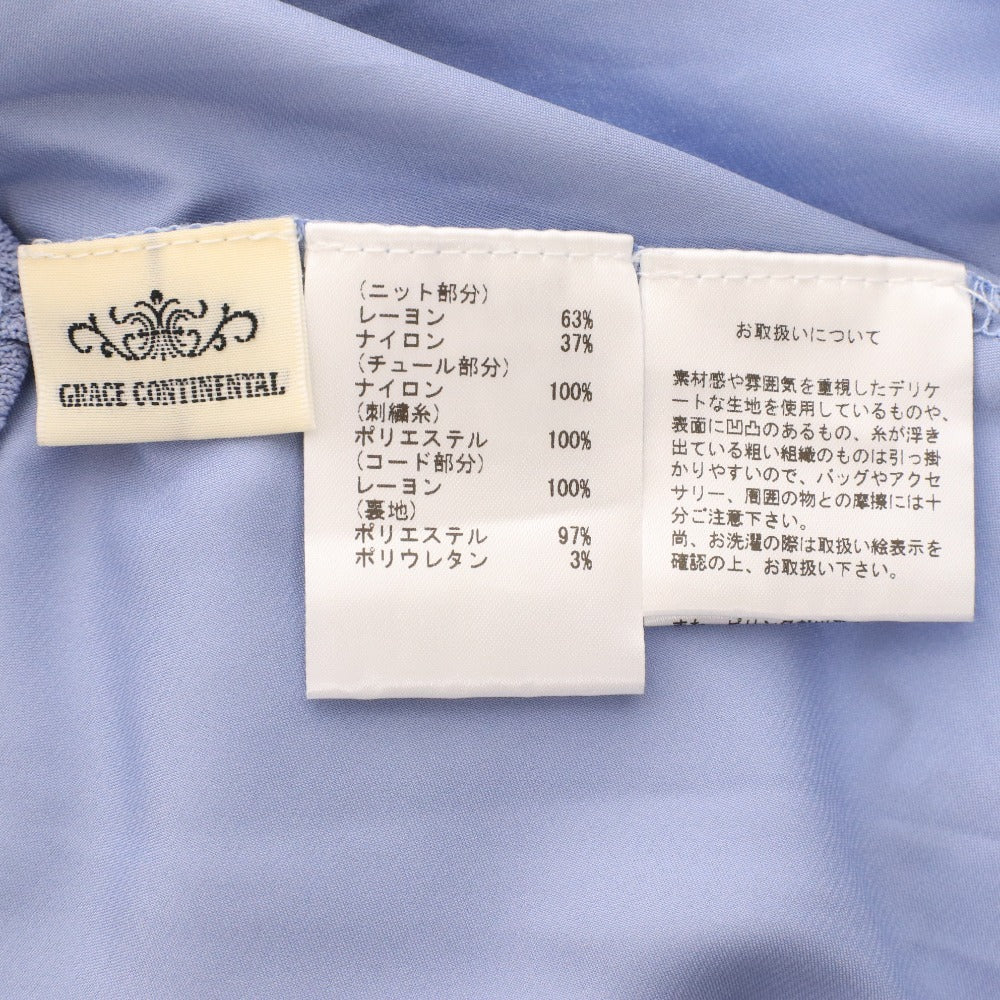 GRACE CONTINENTAL
(ニット部分)
レーヨン 63%
ナイロン 37%
(チュール部分)
ナイロン 100%
(刺繍糸)
ポリエステル 100%
(コード部分)
レーヨン 100%
(裏地)
ポリエステル 97%
ポリウレタン 3%
お取扱いについて
素材感や雰囲気を重視したデリケ
ートな生地を使用しているものや、
表面に凹凸のあるもの、糸が浮き
出ている粗い組織のものは引っ掛
かりやすいので、バッグやアクセ
サリー、周囲の物との摩擦には十
分ご注意下さい。
尚、お洗濯の際は取扱い絵表示を
確認の上、お取扱い下さい。